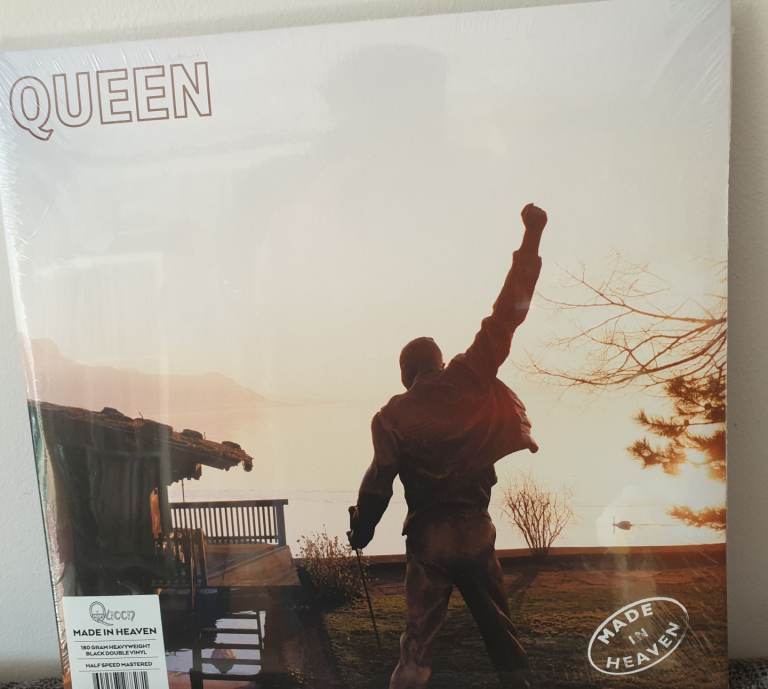 QUEEN
MADE
IN
HEAVEN
Queen
MADE IN HEAVEN
180 GRAM HEAVYWEIGHT
BLACK DOUBLE VINYL
HALF SPEED MASTERED